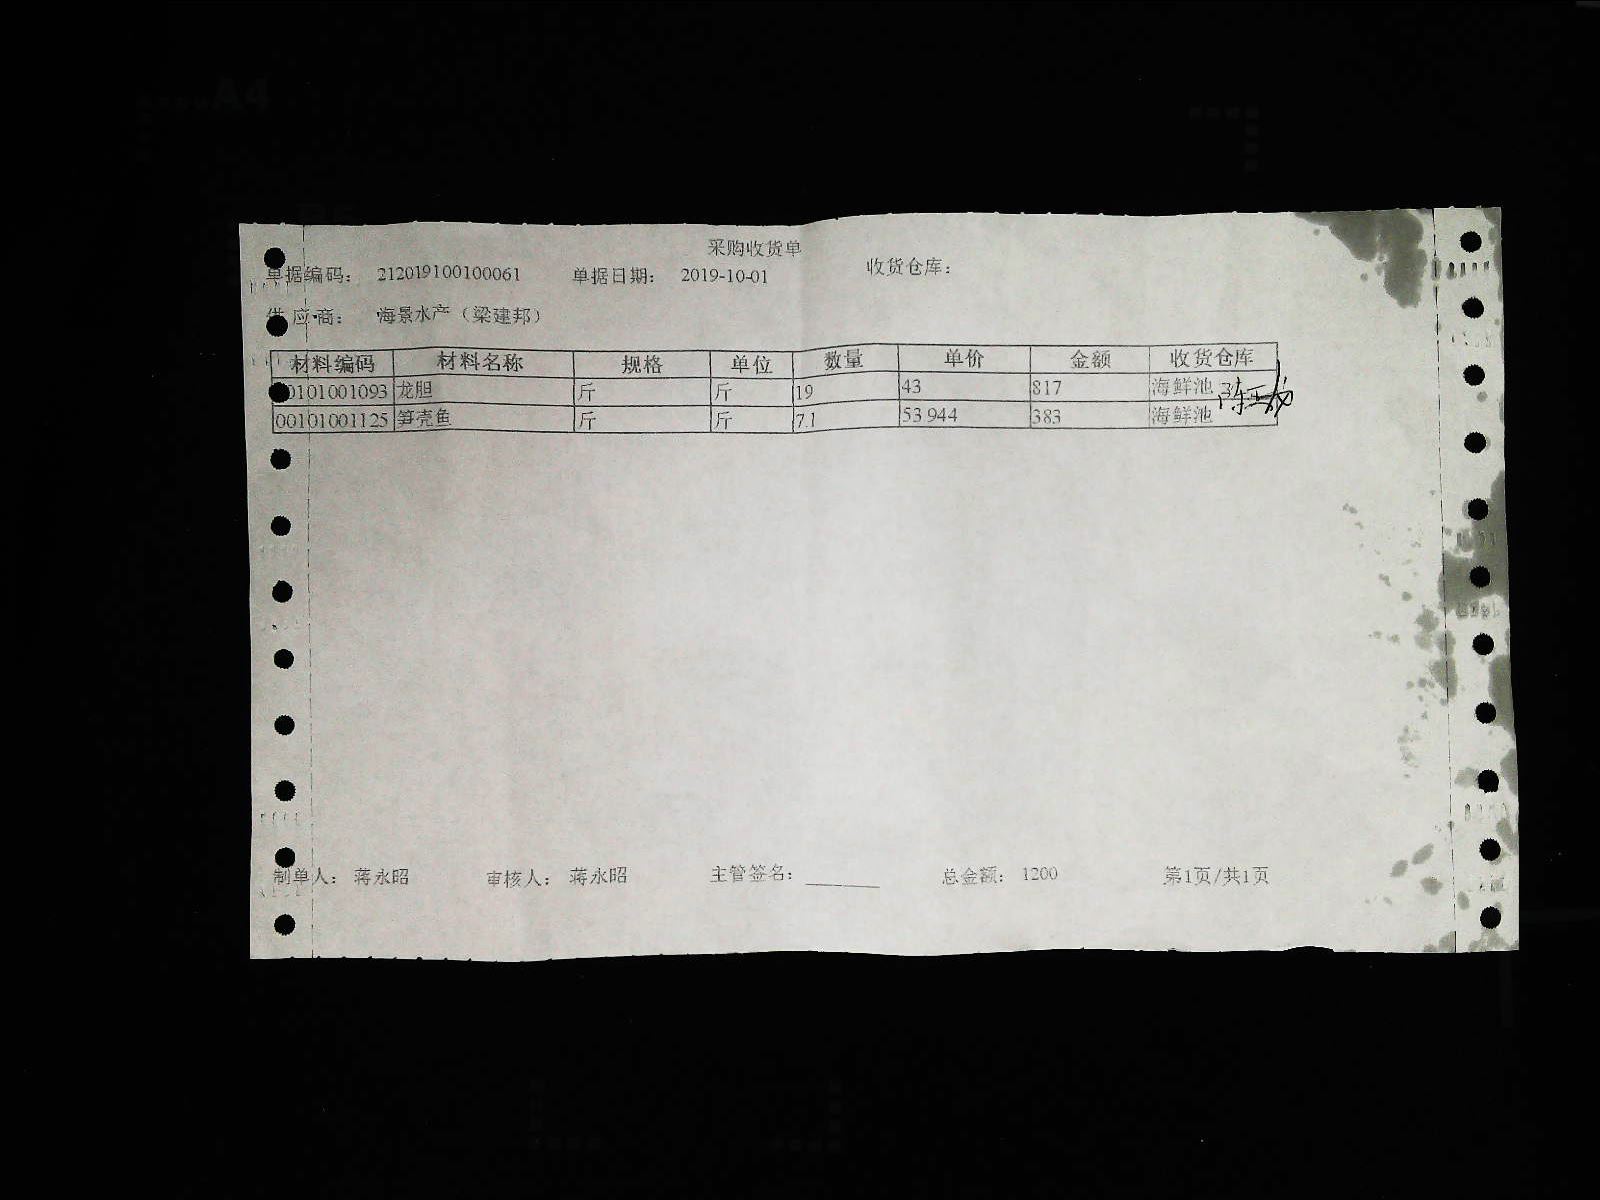 采购收货单
单据编码： 212019100100061 单据日期： 2019-10-01 收货仓库：
供应商： 海景水产（梁建邦）
材料编码 材料名称 规格 单位 数量 单价 金额 收货仓库
00101001093 龙胆 斤 斤 19 43 817 海鲜池
00101001125 笋壳鱼 斤 斤 7.1 53.944 383 海鲜池
制单人： 蒋永昭 审核人： 蒋永昭 主管签名： 总金额： 1200 第1页/共1页